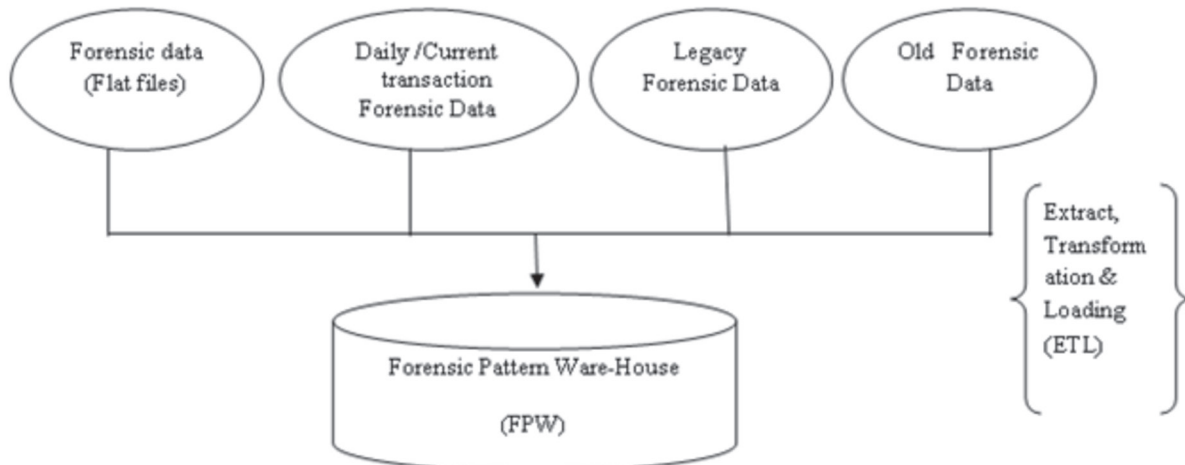 Forensic data
(Flat files)
Daily /Current
transaction
Forensic Data
Legacy
Forensic Data
Old Forensic
Data
Extract,
Transform
ation &
Loading
(ETL)
Forensic Pattern Ware-House
(FPW)